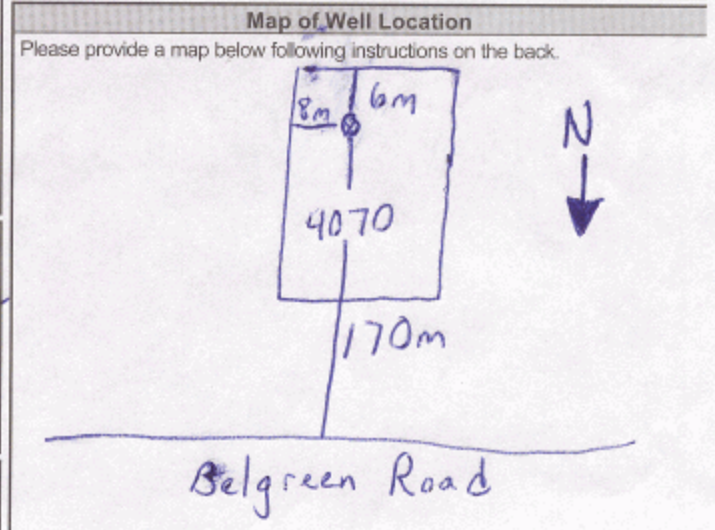 Map of Well Location
Please provide a map below following instructions on the back.
6m
8m
N
4070
170m
Belgreen Road